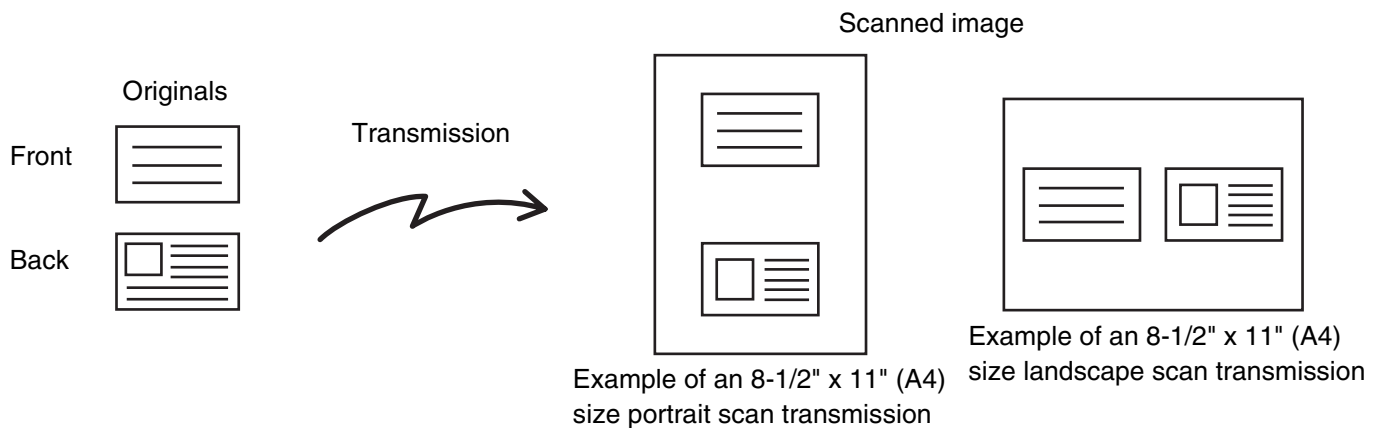 Scanned image
Originals
Transmission
Front
Back
Example of an 8-1/2" x 11" (A4)
size portrait scan transmission
Example of an 8-1/2" x 11" (A4)
size landscape scan transmission